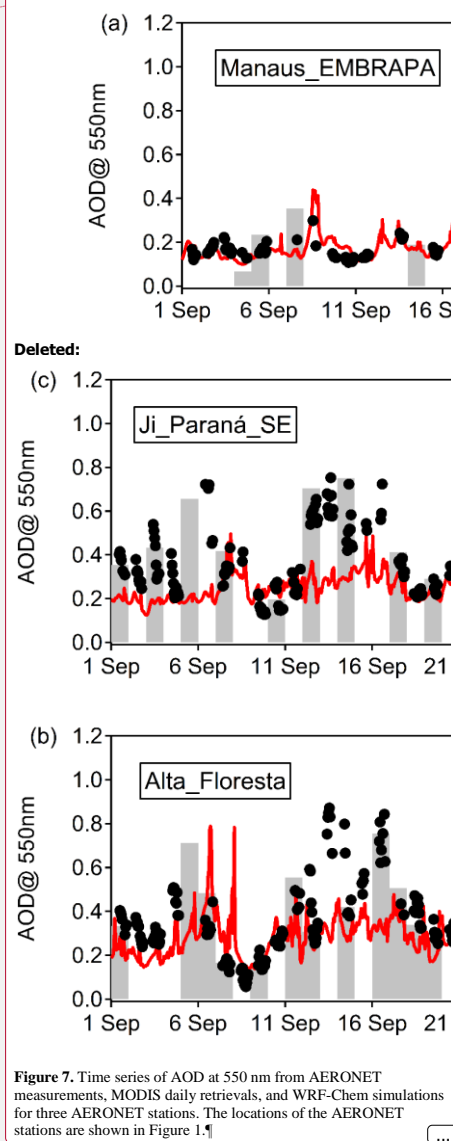 (a)
1.2
1.0
0.8
0.6
0.4
0.2
0.0
AOD@ 550nm
Manaus_EMBRAPA
1 Sep 6 Sep 11 Sep 16 S
Deleted:
(c)
1.2
1.0
0.8
0.6
0.4
0.2
0.0
AOD@ 550nm
Ji_Paraná_SE
1 Sep 6 Sep 11 Sep 16 Sep 21
(b)
1.2
1.0
0.8
0.6
0.4
0.2
0.0
AOD@ 550nm
Alta_Floresta
1 Sep 6 Sep 11 Sep 16 Sep 21
Figure 7. Time series of AOD at 550 nm from AERONET
measurements, MODIS daily retrievals, and WRF-Chem simulations
for three AERONET stations. The locations of the AERONET
stations are shown in Figure 1.¶
...